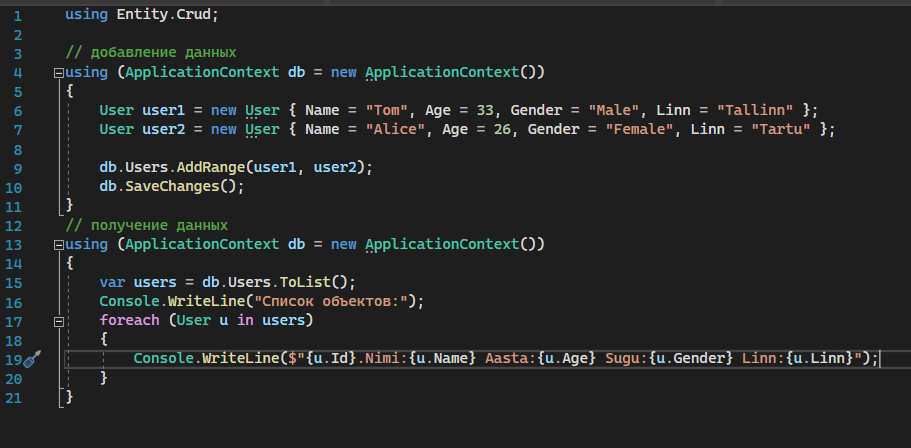 1 using Entity.Crud;
2
3 // добавление данных
4 using (ApplicationContext db = new ApplicationContext())
5 {
6 User user1 = new User { Name = "Tom", Age = 33, Gender = "Male", Linn = "Tallinn" };
7 User user2 = new User { Name = "Alice", Age = 26, Gender = "Female", Linn = "Tartu" };
8
9 db.Users.AddRange(user1, user2);
10 db.SaveChanges();
11 }
12 // получение данных
13 using (ApplicationContext db = new ApplicationContext())
14 {
15 var users = db.Users.ToList();
16 Console.WriteLine("Список объектов:");
17 foreach (User u in users)
18 {
19 Console.WriteLine($"{u.Id}.Nimi:{u.Name} Aasta:{u.Age} Sugu:{u.Gender} Linn:{u.Linn}");
20 }
21 }